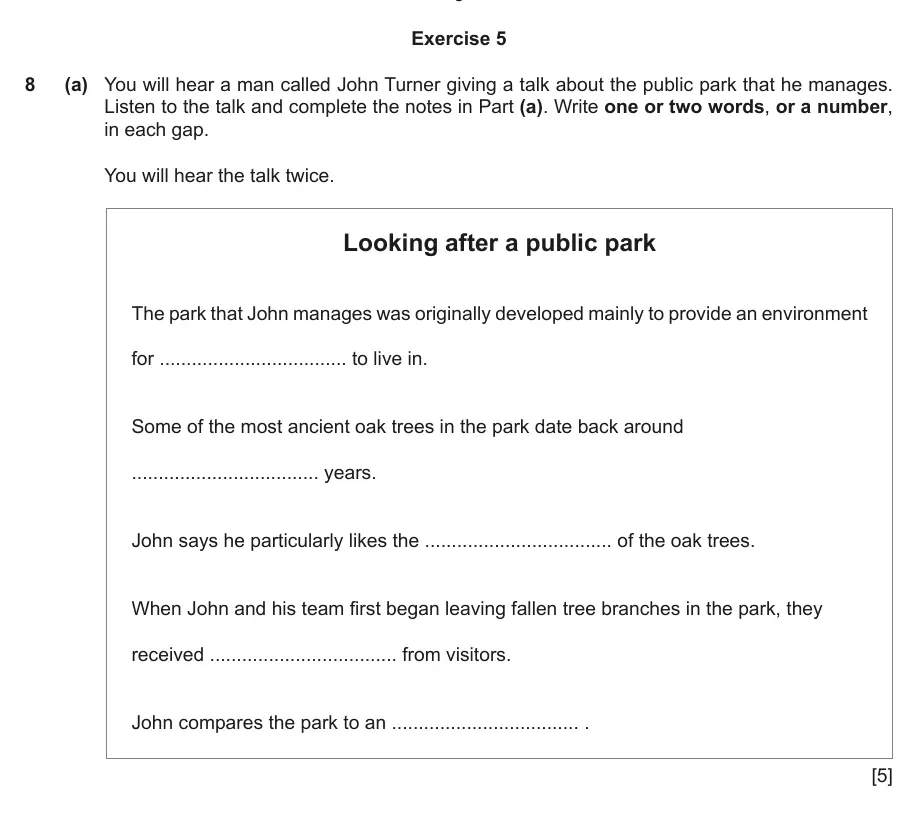 Exercise 5
8 (a) You will hear a man called John Turner giving a talk about the public park that he manages.
Listen to the talk and complete the notes in Part (a). Write one or two words, or a number,
in each gap.
You will hear the talk twice.
Looking after a public park
The park that John manages was originally developed mainly to provide an environment
for ................................... to live in.
Some of the most ancient oak trees in the park date back around
................................... years.
John says he particularly likes the ................................... of the oak trees.
When John and his team first began leaving fallen tree branches in the park, they
received ................................... from visitors.
John compares the park to an ................................... .
[5]